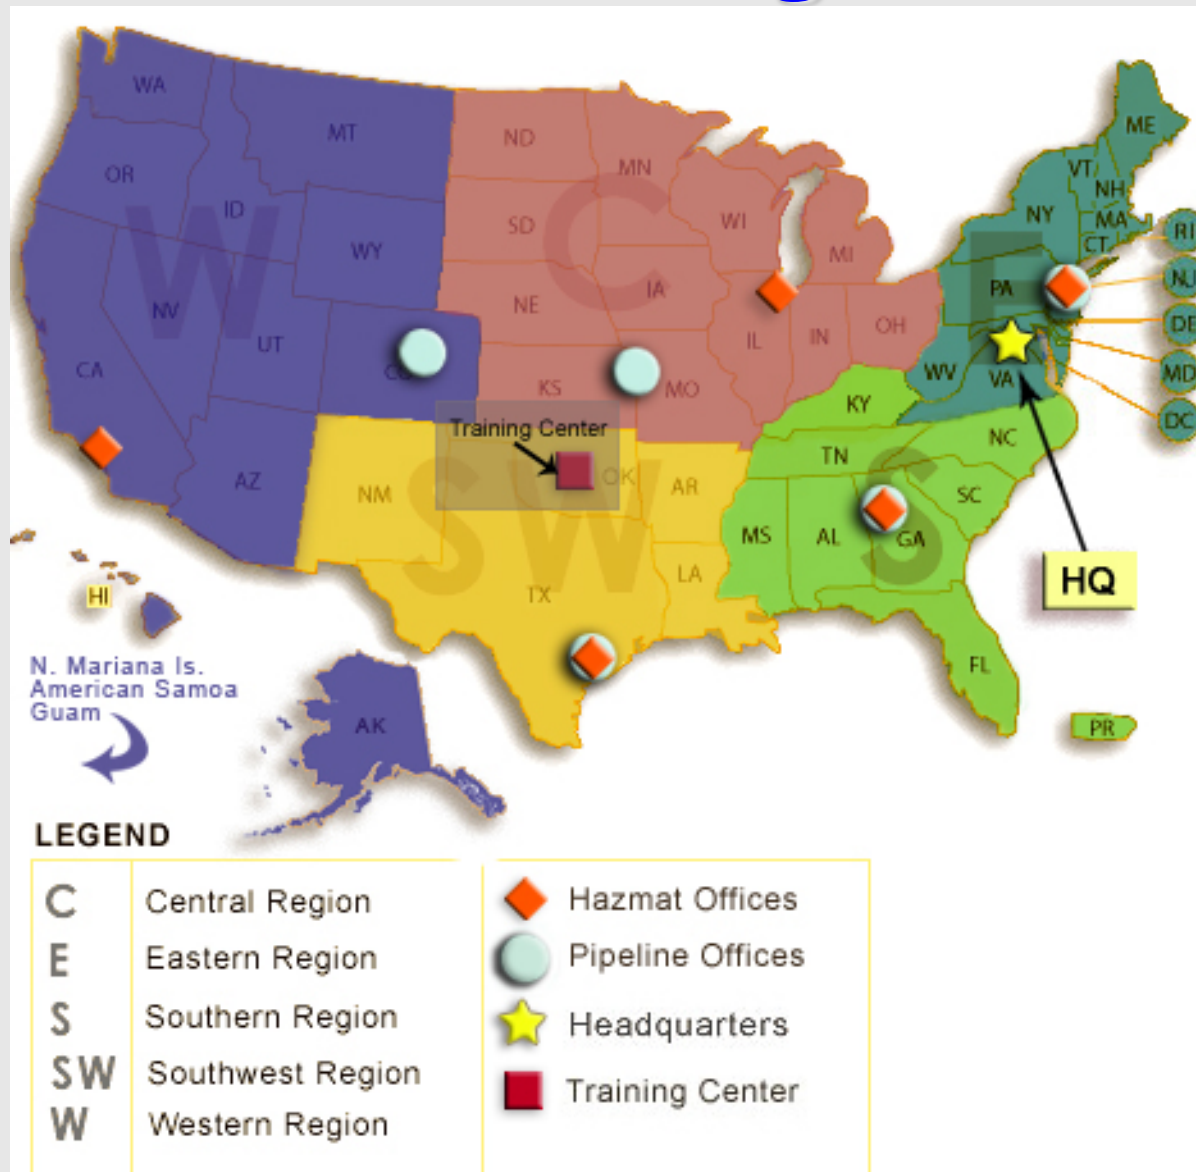 WA
MT
ND
MN
ME
OR
ID
VT
NH
SD
WI
NY
MA
RI
W
C
WY
MI
CT
E
NE
IA
PA
NJ
NV
UT
IL
IN
OH
DE
CA
CO
KS
MO
WV
VA
MD
KY
DC
Training Center
NC
TN
AZ
NM
OK
AR
SC
SW
S
MS
AL
GA
HI
LA
TX
HQ
FL
N. Mariana Is.
American Samoa
Guam
AK
PR
LEGEND
C Central Region
E Eastern Region
S Southern Region
SW Southwest Region
W Western Region
Hazmat Offices
Pipeline Offices
Headquarters
Training Center